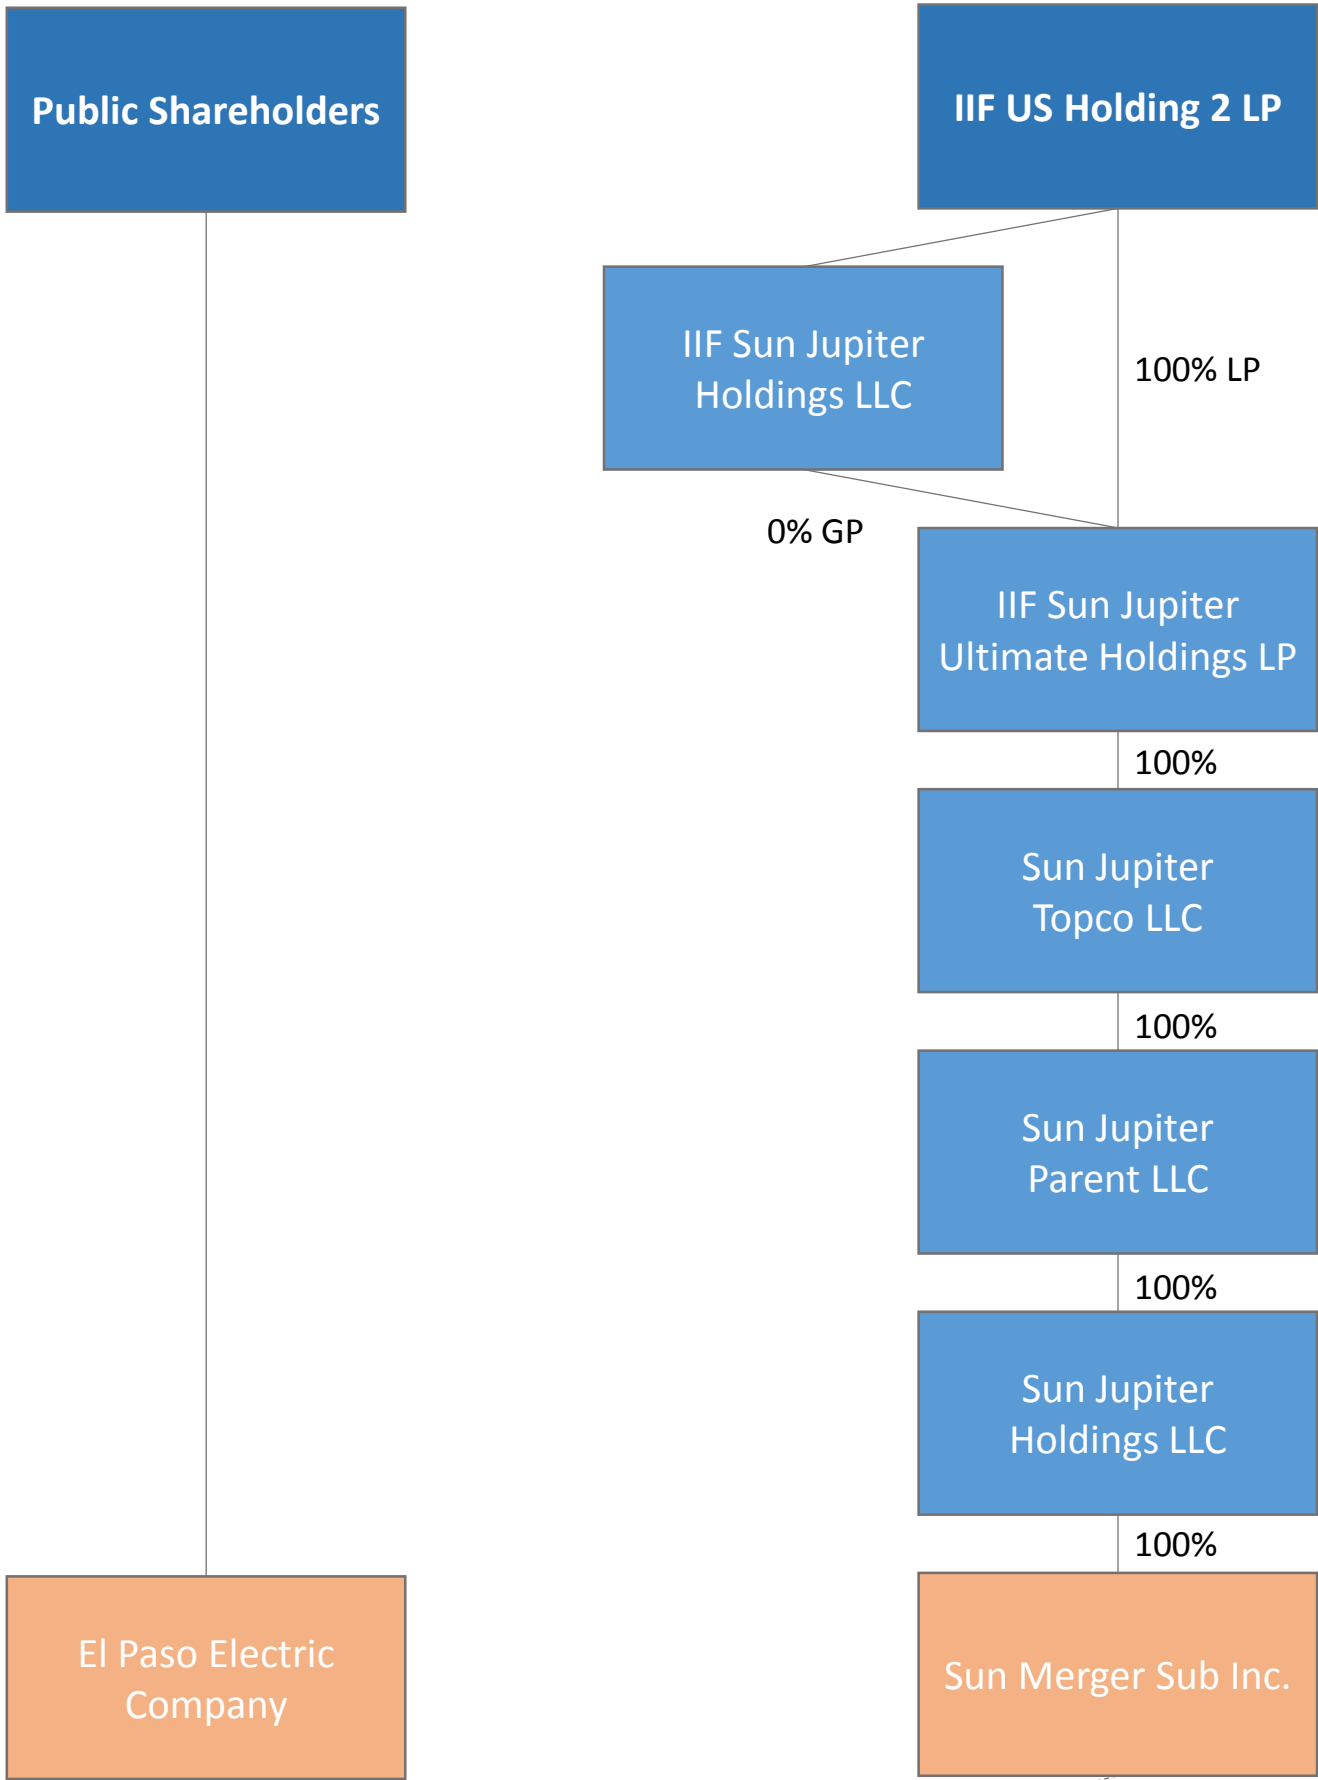 Public Shareholders
IIF US Holding 2 LP
IIF Sun Jupiter
Holdings LLC
100% LP
0% GP
IIF Sun Jupiter
Ultimate Holdings LP
100%
Sun Jupiter
Topco LLC
100%
Sun Jupiter
Parent LLC
100%
Sun Jupiter
Holdings LLC
100%
El Paso Electric
Company
Sun Merger Sub Inc.